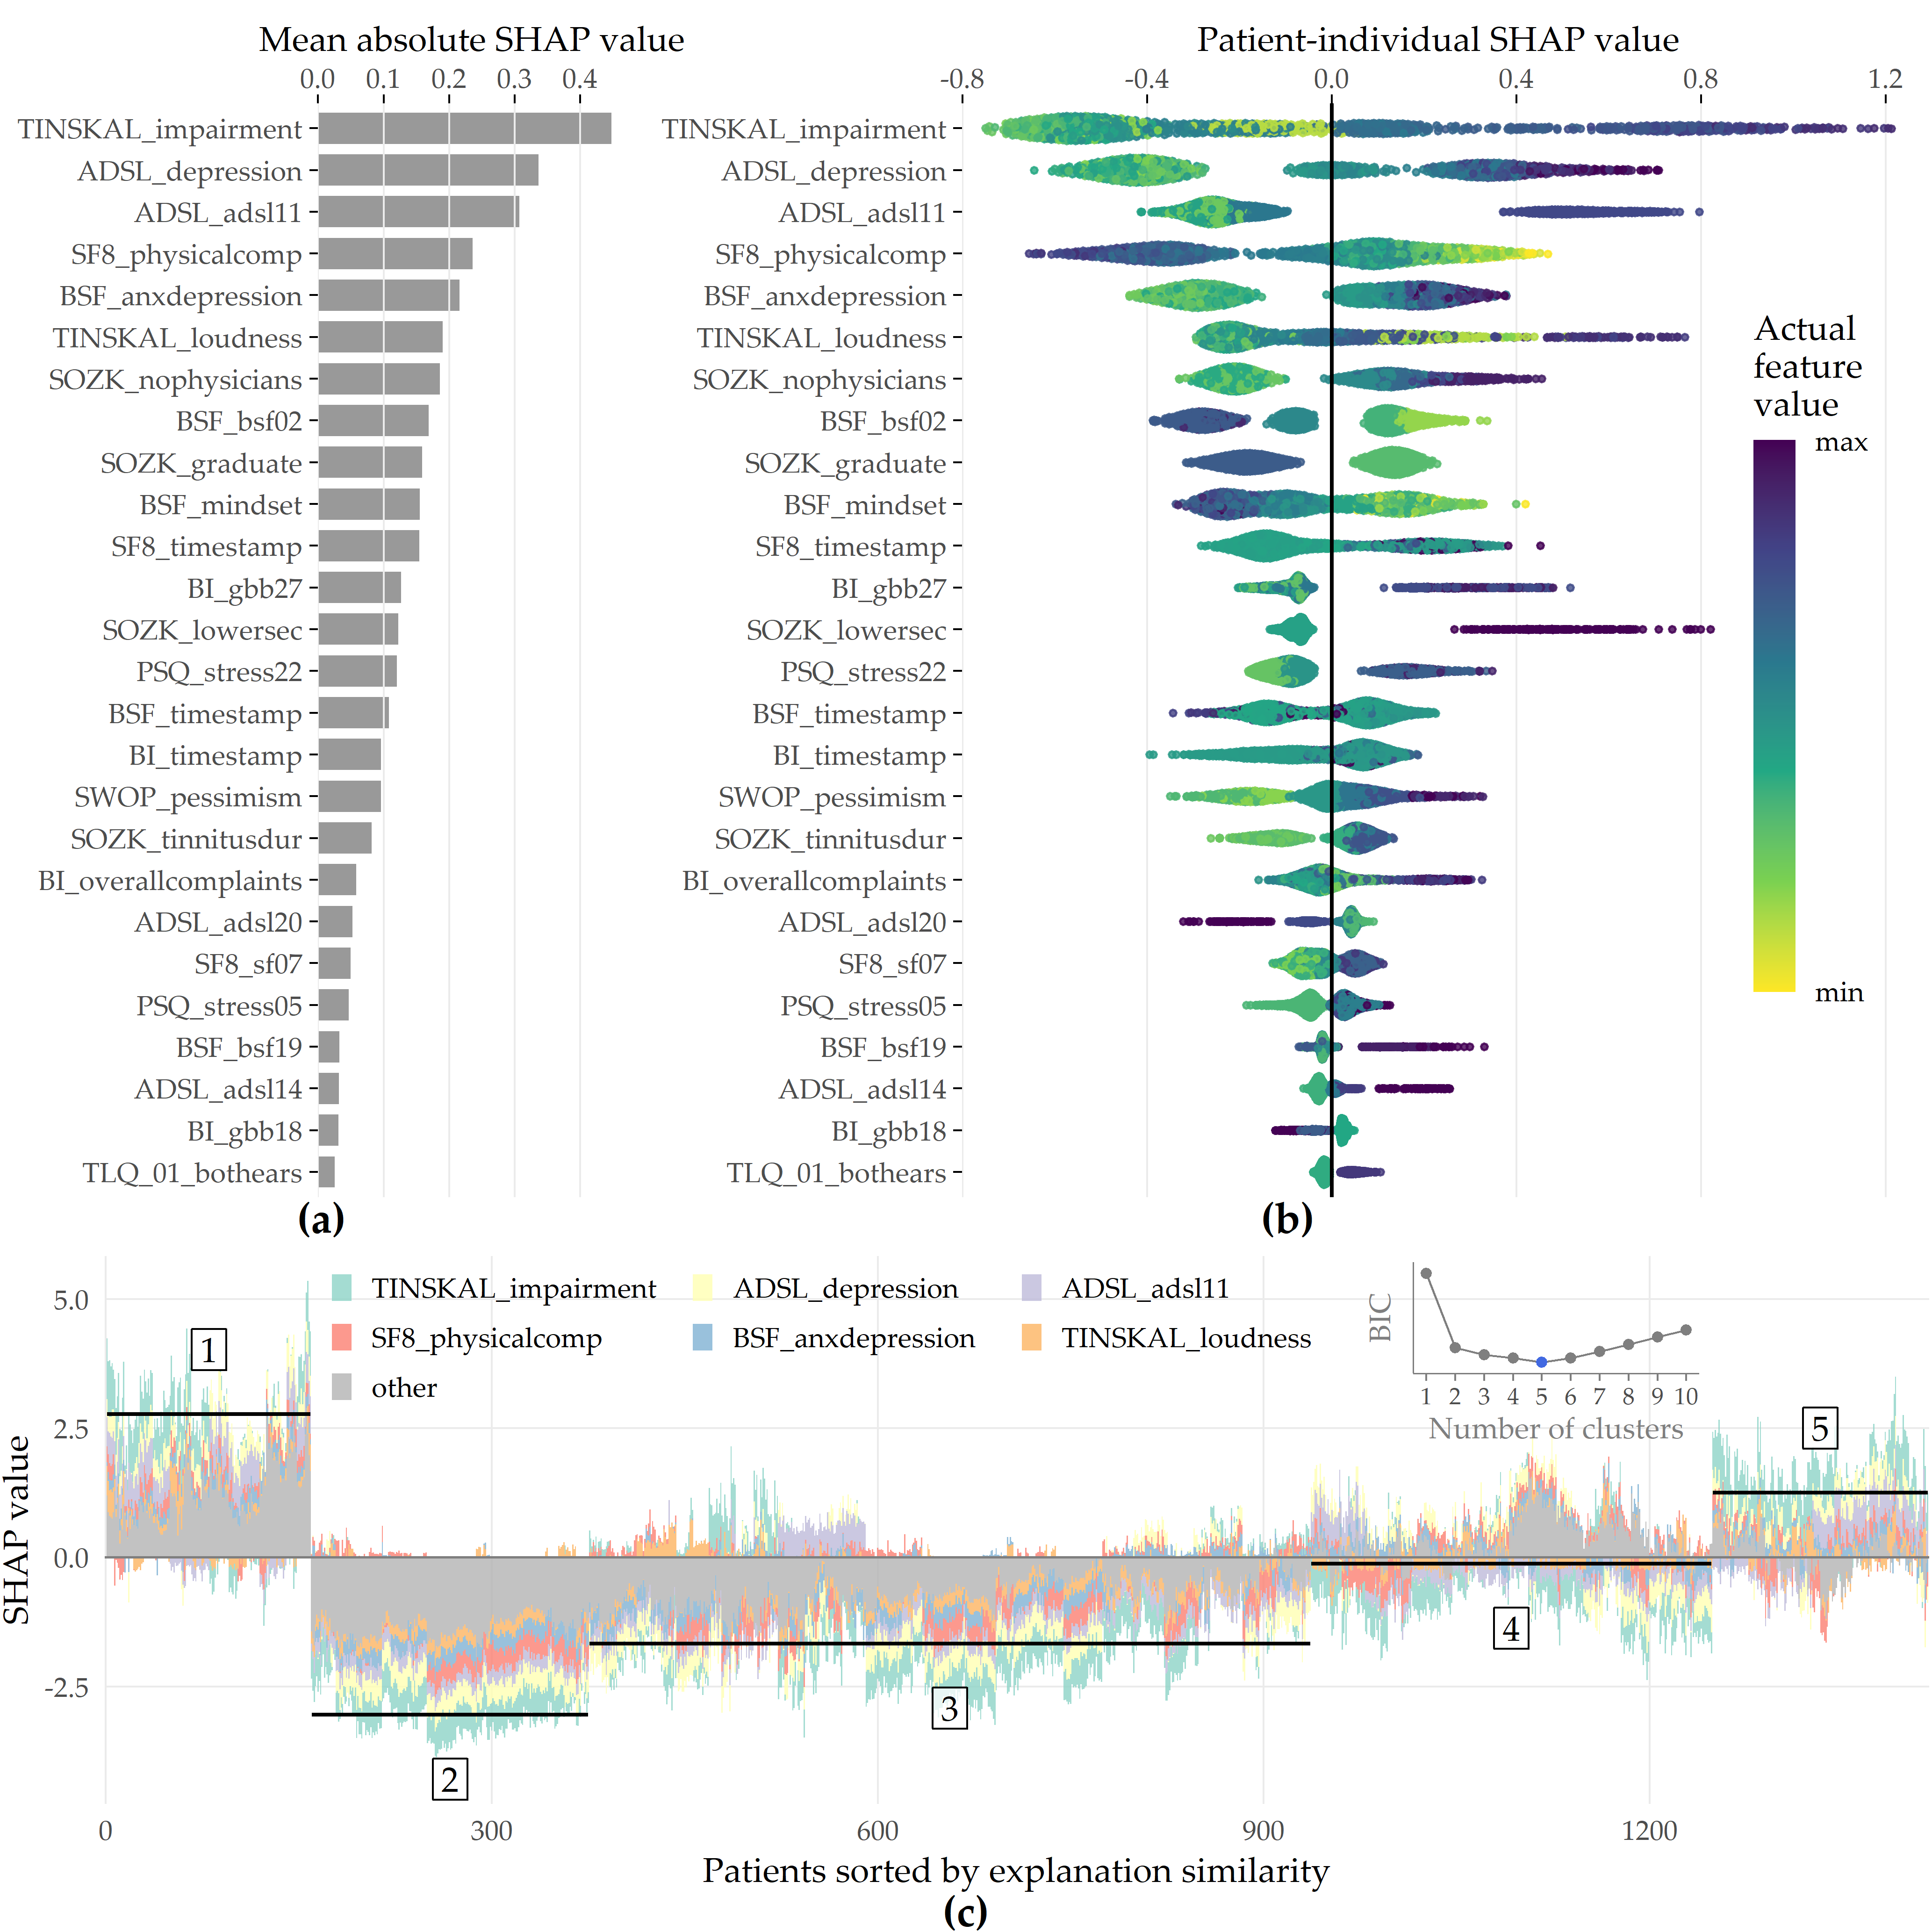 Mean absolute SHAP value
0.0 0.1 0.2 0.3 0.4
TINSKAL_impairment
ADSL_depression
ADSL_adsl11
SF8_physicalcomp
BSF_anxdepression
TINSKAL_loudness
SOZK_nophysicians
BSF_bsf02
SOZK_graduate
BSF_mindset
SF8_timestamp
BI_gbb27
SOZK_lowersec
PSQ_stress22
BSF_timestamp
BI_timestamp
SWOP_pessimism
SOZK_tinnitusdur
BI_overallcomplaints
ADSL_adsl20
SF8_sf07
PSQ_stress05
BSF_bsf19
ADSL_adsl14
BI_gbb18
TLQ_01_bothears
(a)
Patient-individual SHAP value
-0.8 -0.4 0.0 0.4 0.8 1.2
TINSKAL_impairment
ADSL_depression
ADSL_adsl11
SF8_physicalcomp
BSF_anxdepression
TINSKAL_loudness
SOZK_nophysicians
BSF_bsf02
SOZK_graduate
BSF_mindset
SF8_timestamp
BI_gbb27
SOZK_lowersec
PSQ_stress22
BSF_timestamp
BI_timestamp
SWOP_pessimism
SOZK_tinnitusdur
BI_overallcomplaints
ADSL_adsl20
SF8_sf07
PSQ_stress05
BSF_bsf19
ADSL_adsl14
BI_gbb18
TLQ_01_bothears
Actual
feature
value
max
min
(b)
SHAP value
5.0
2.5
0.0
-2.5
TINSKAL_impairment ADSL_depression ADSL_adsl11
SF8_physicalcomp BSF_anxdepression TINSKAL_loudness
other
BIC
1 2 3 4 5 6 7 8 9 10
Number of clusters
1
2
3
4
5
0 300 600 900 1200
Patients sorted by explanation similarity
(c)